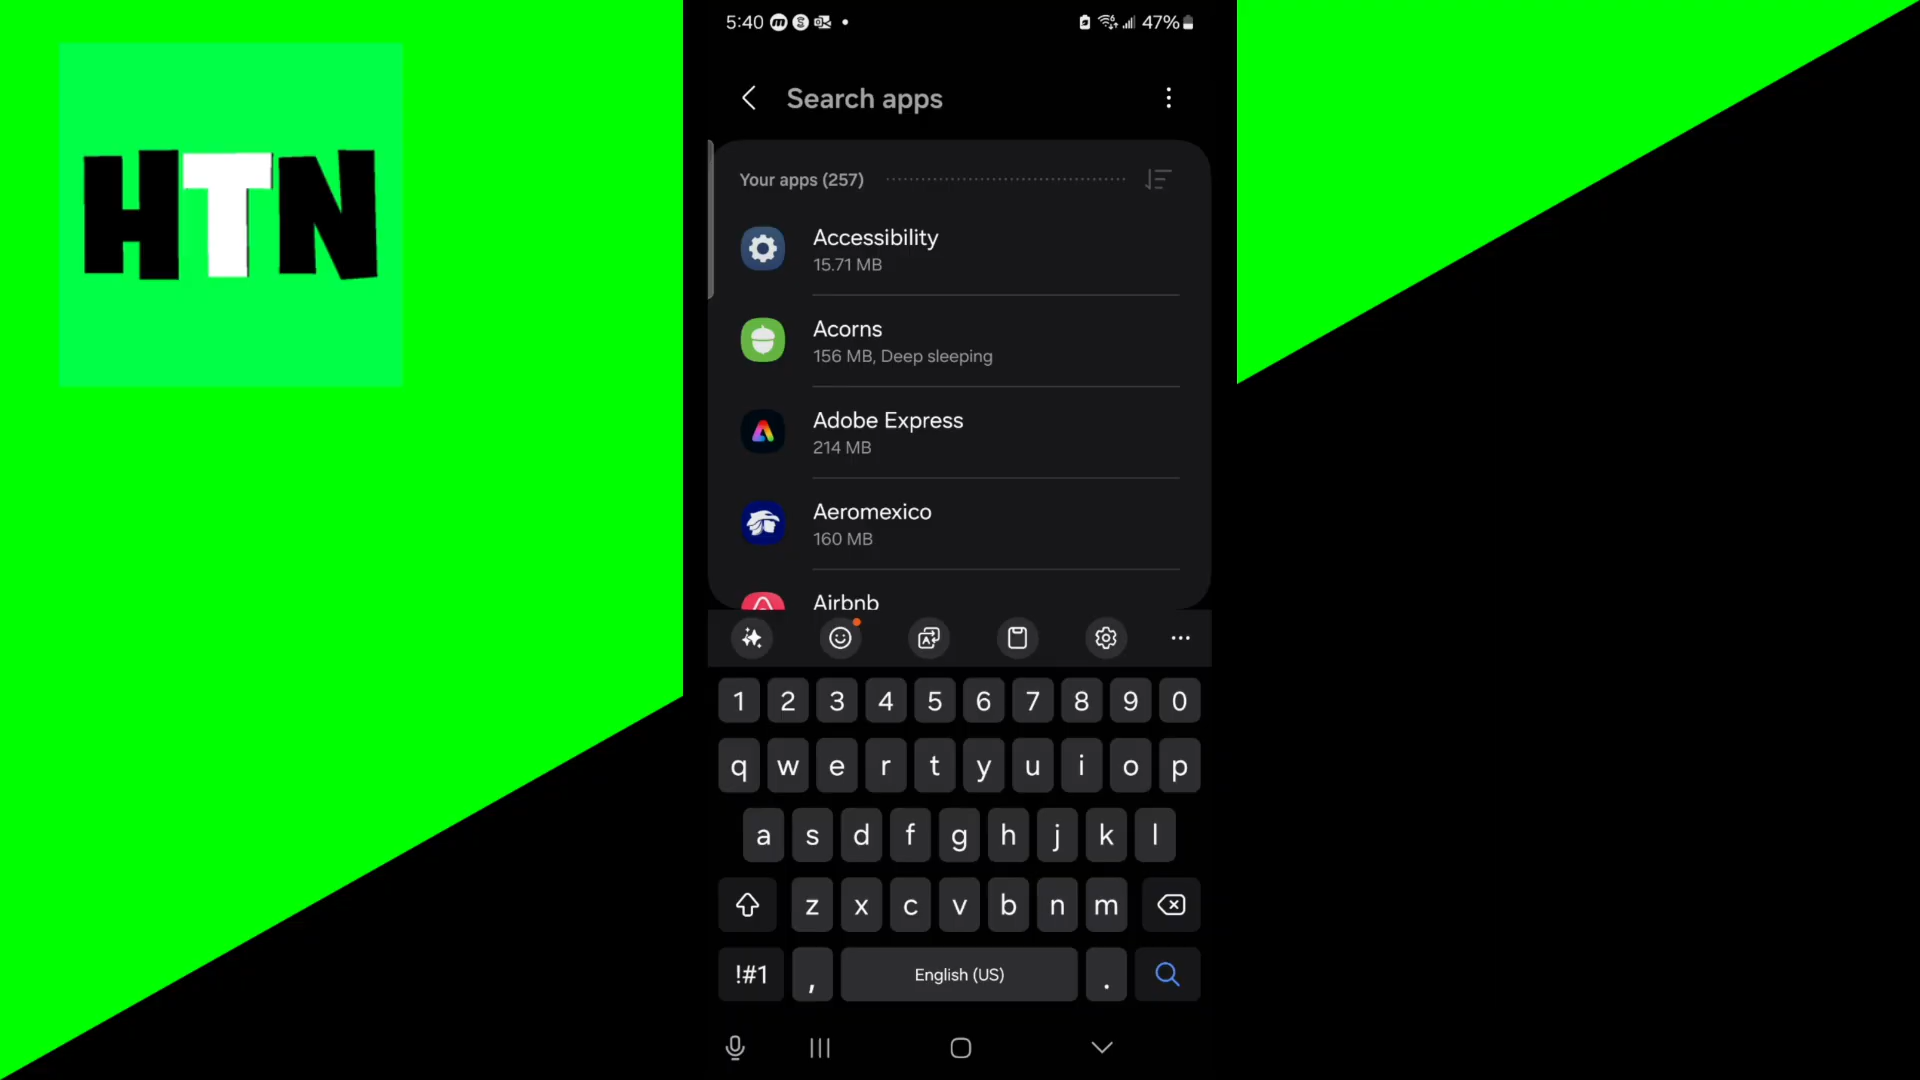 HTN
5:40
47%
Search apps
Your apps (257)
Accessibility
15.71 MB
Acorns
156 MB, Deep sleeping
Adobe Express
214 MB
Aeromexico
160 MB
Airbnb
1 2 3 4 5 6 7 8 9 0
q w e r t y u i o p
a s d f g h j k l
z x c v b n m
!#1 , English (US) .